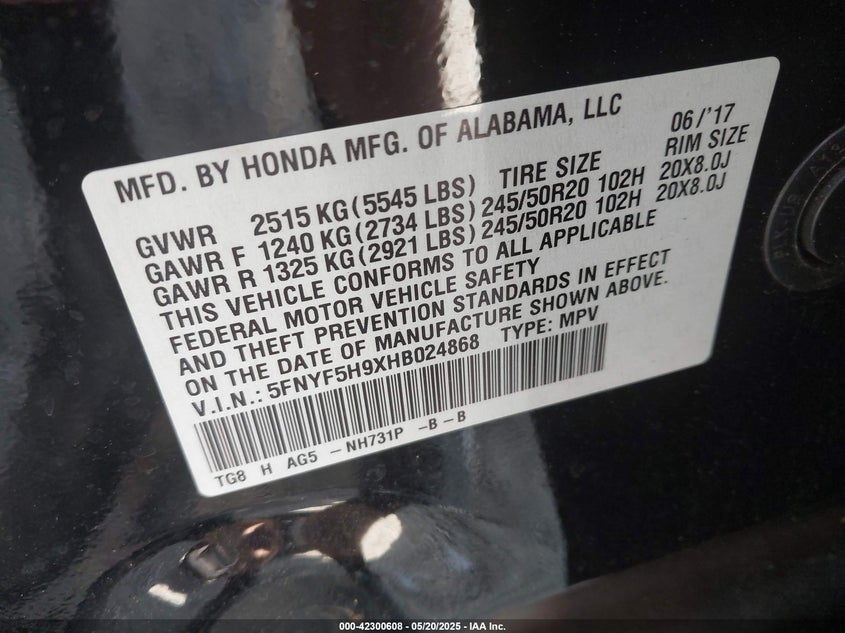 MFD. BY HONDA MFG. OF ALABAMA, LLC 06/'17
TIRE SIZE RIM SIZE
GVWR 2515 KG (5545 LBS)
GAWR F 1240 KG (2734 LBS) 245/50R20 102H 20X8.0J
GAWR R 1325 KG (2921 LBS) 245/50R20 102H 20X8.0J
THIS VEHICLE CONFORMS TO ALL APPLICABLE
FEDERAL MOTOR VEHICLE SAFETY
AND THEFT PREVENTION STANDARDS IN EFFECT
ON THE DATE OF MANUFACTURE SHOWN ABOVE.
V.I.N.: 5FNYF5H9XHB024868 TYPE: MPV
TG8 H AG5 -NH731P -B-B
000-42300608 — 05/20/2025 — IAA Inc.